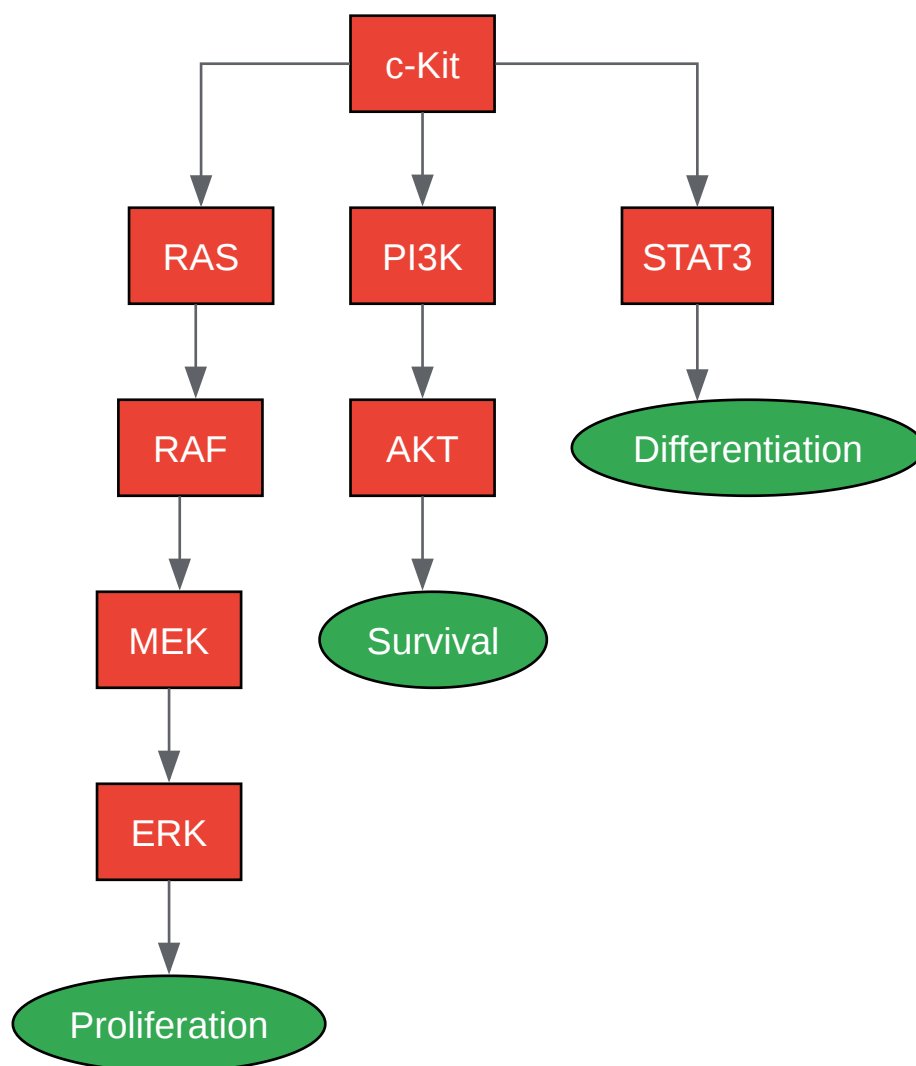 c-Kit
RAS
PI3K
STAT3
RAF
AKT
Differentiation
MEK
Survival
ERK
Proliferation